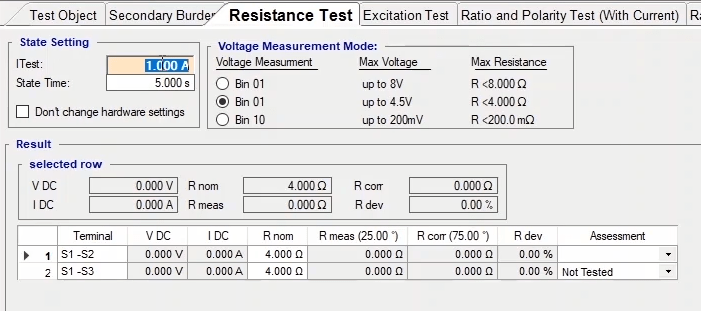 Test Object Secondary Burder Resistance Test Excitation Test Ratio and Polarity Test (With Current) Ra
State Setting
ITest: 1.000 A
State Time: 5.000 s
Don't change hardware settings
Voltage Measurement Mode:
Voltage Measument Max Voltage Max Resistance
Bin 01 up to 8V R <8.000 Ω
Bin 01 up to 4.5V R <4.000 Ω
Bin 10 up to 200mV R <200.0 mΩ
Result
selected row
V DC 0.000 V R nom 4.000 Ω R corr 0.000 Ω
I DC 0.000 A R meas 0.000 Ω R dev 0.00 %
Terminal V DC I DC R nom R meas (25.00 °) R corr (75.00 °) R dev Assessment
1 S1 -S2 0.000 V 0.000 A 4.000 Ω 0.000 Ω 0.000 Ω 0.00 %
2 S1 -S3 0.000 V 0.000 A 4.000 Ω 0.000 Ω 0.000 Ω 0.00 % Not Tested